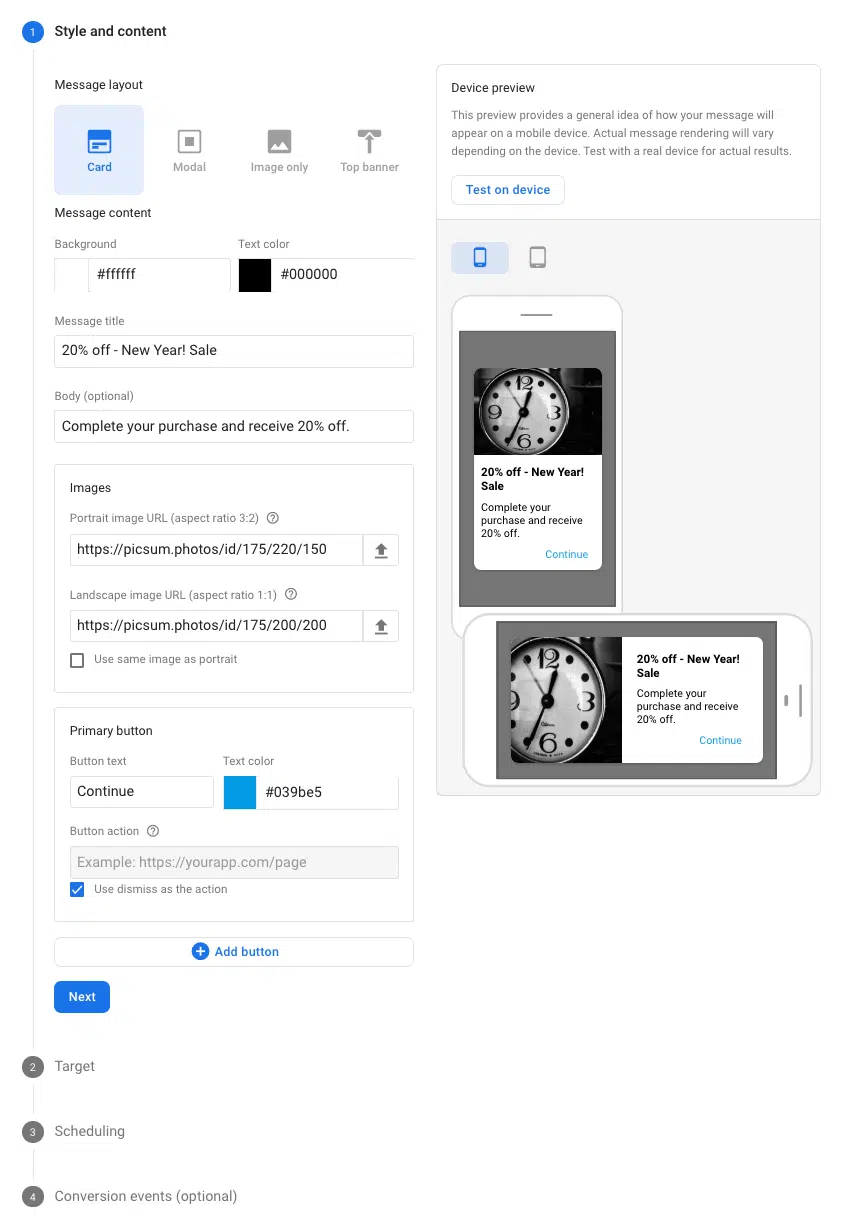 1 Style and content
Message layout
Card
Modal
Image only
Top banner
Message content
Background
Text color
#ffffff
#000000
Message title
20% off - New Year! Sale
Body (optional)
Complete your purchase and receive 20% off.
Images
Portrait image URL (aspect ratio 3:2)
https://picsum.photos/id/175/220/150
Landscape image URL (aspect ratio 1:1)
https://picsum.photos/id/175/200/200
Use same image as portrait
Primary button
Button text
Text color
Continue
#039be5
Button action
Example: https://yourapp.com/page
Use dismiss as the action
Add button
Next
Device preview
This preview provides a general idea of how your message will
appear on a mobile device. Actual message rendering will vary
depending on the device. Test with a real device for actual results.
Test on device
12
9
3
6
20% off - New Year!
Sale
Complete your
purchase and receive
20% off.
Continue
12
9
3
6
20% off - New Year!
Sale
Complete your
purchase and receive
20% off.
Continue
2 Target
3 Scheduling
4 Conversion events (optional)